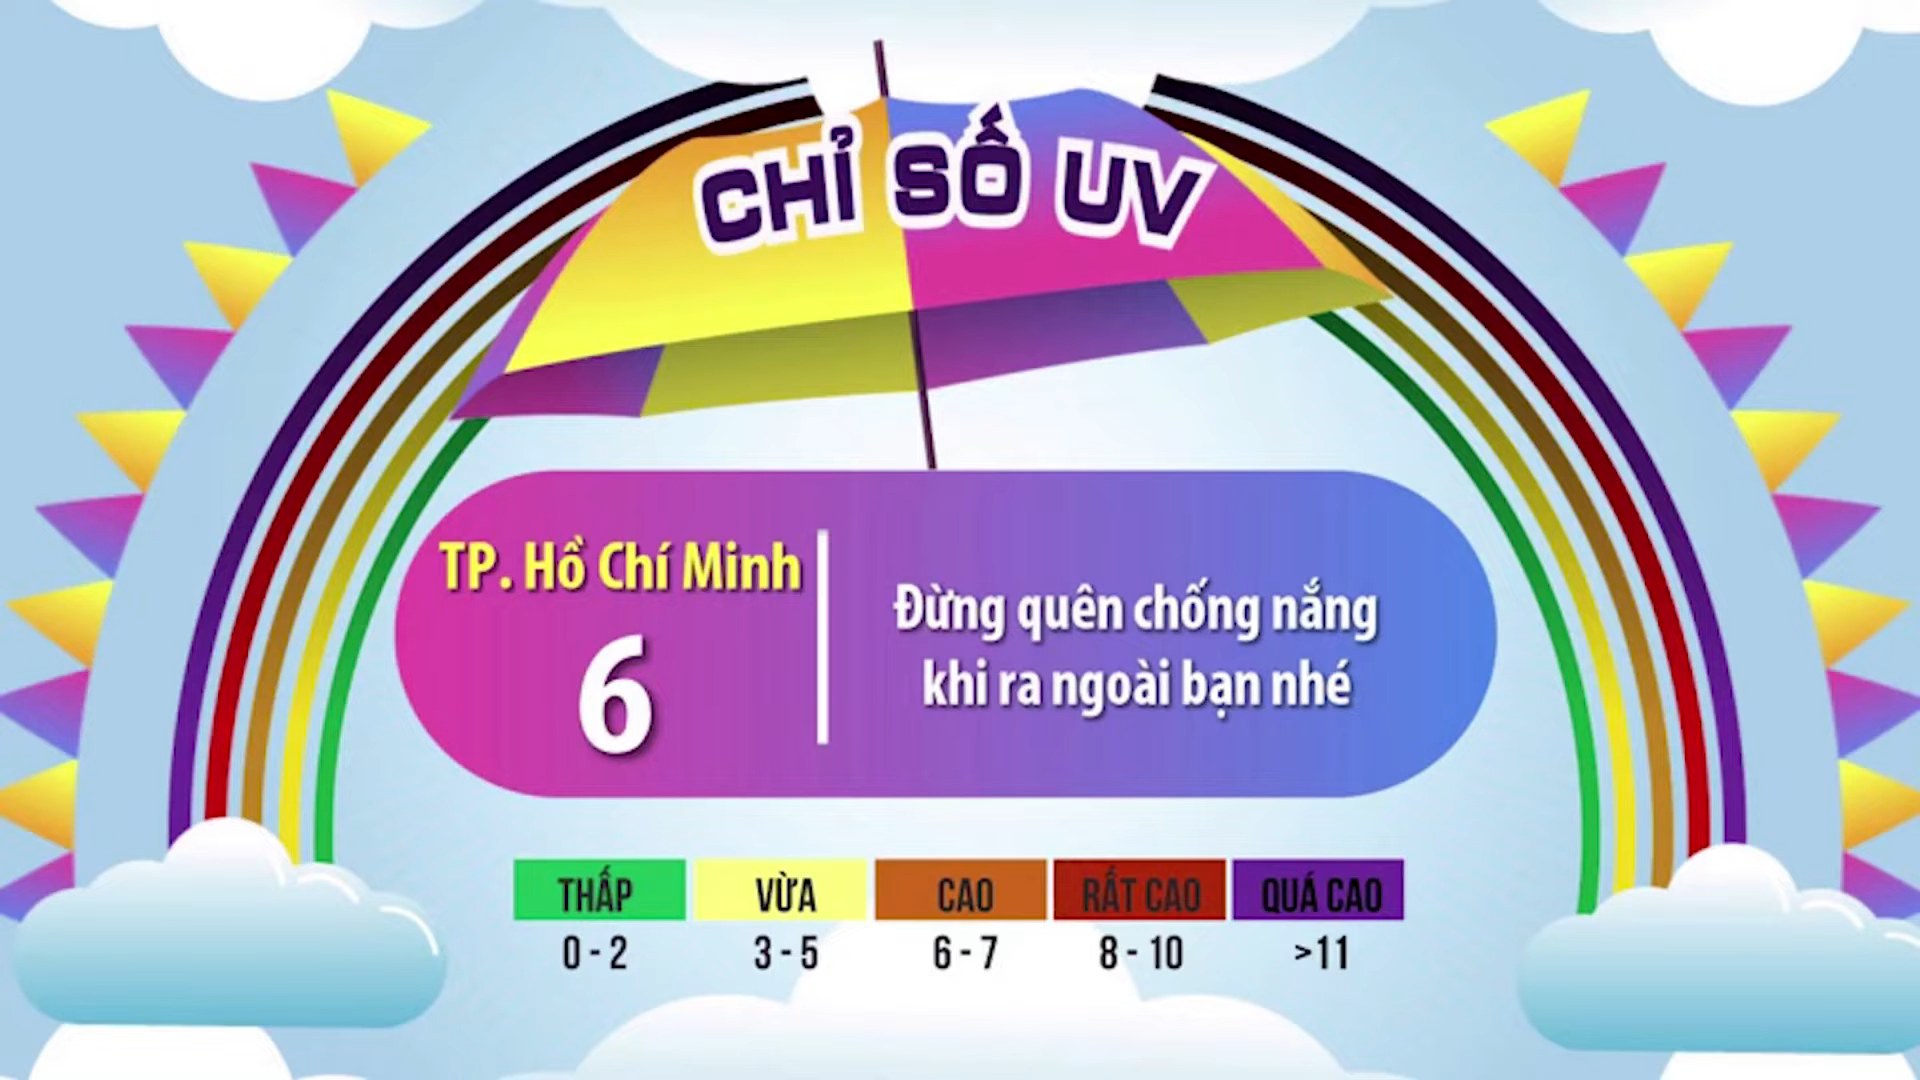 CHỈ SỐ UV
TP. Hồ Chí Minh
6
Đừng quên chống nắng
khi ra ngoài bạn nhé
THẤP VỪA CAO RẤT CAO QUÁ CAO
0 - 2 3 - 5 6 - 7 8 - 10 >11